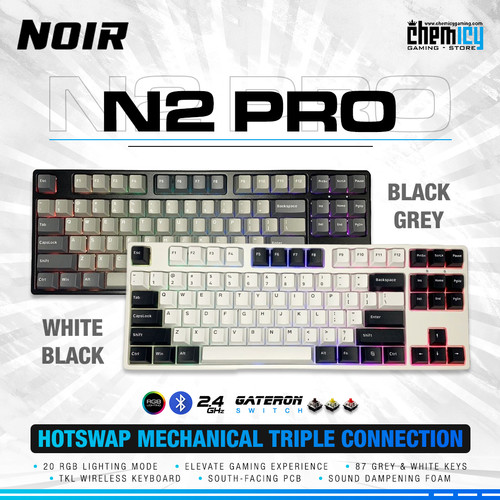 NOIR
www.chemicygaming.com
chemicy
GAMING - STORE
N2 PRO
N2 PRO
BLACK
GREY
WHITE
BLACK
RGB
2.4
GHz
GATERON
SWITCH
HOTSWAP MECHANICAL TRIPLE CONNECTION
• 20 RGB LIGHTING MODE • ELEVATE GAMING EXPERIENCE • 87 GREY & WHITE KEYS
• TKL WIRELESS KEYBOARD • SOUTH-FACING PCB • SOUND DAMPENING FOAM